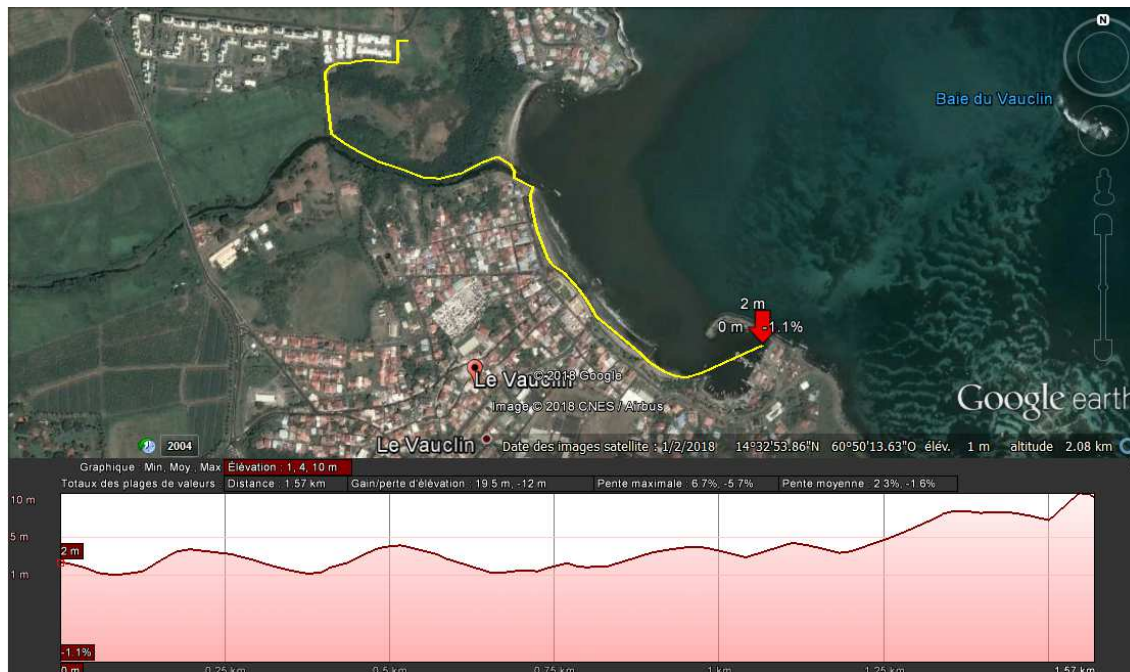 N
Baie du Vauclin
2 m
0 m -1.1%
Le Vauclin
© 2018 Google
Image © 2018 CNES / Airbus
Google earth
Le Vauclin
2004
Date des images satellite : 1/2/2018 14°32'53.86"N 60°50'13.63"O élév. 1 m altitude 2.08 km
Graphique : Min, Moy , Max Élévation : 1, 4, 10 m
Totaux des plages de valeurs Distance : 1.57 km Gain/perte d'élévation : 19.5 m, -12 m Pente maximale : 6.7%, -5.7% Pente moyenne : 2.3%, -1.6%
10 m
5 m
2 m
1 m
-1.1%
0 m 0.25 km 0.5 km 0.75 km 1 km 1.25 km 1.57 km